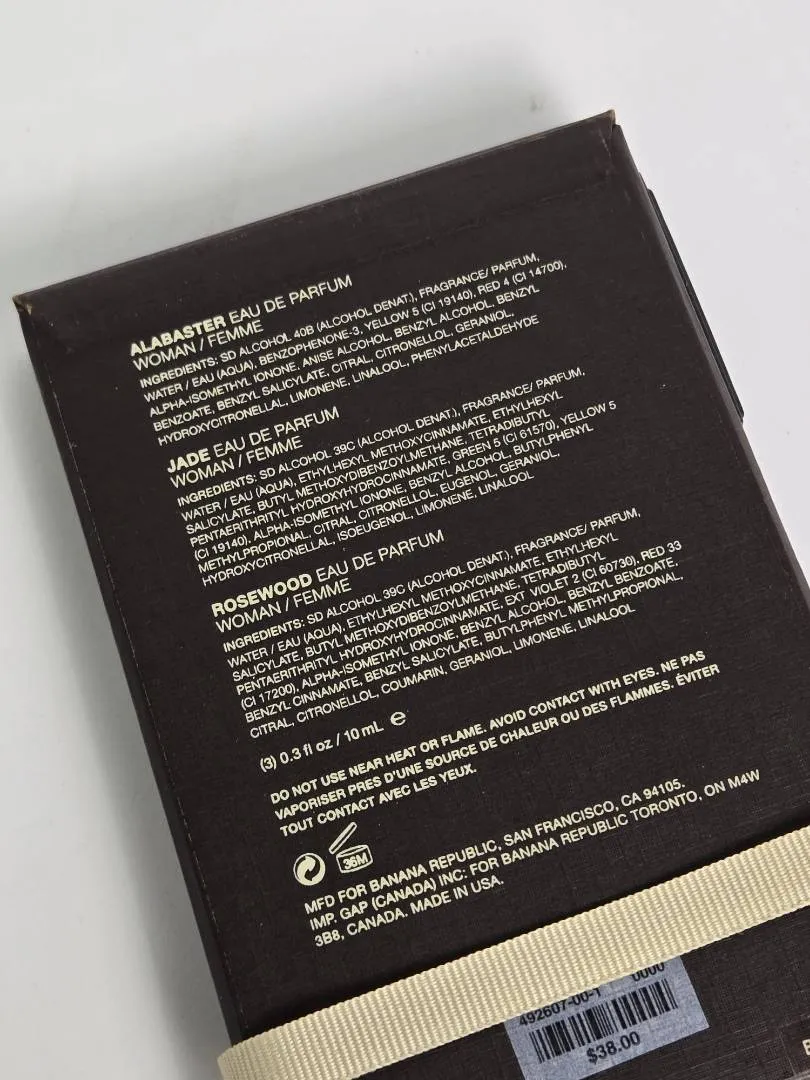 ALABASTER EAU DE PARFUM
WOMAN / FEMME
INGREDIENTS: SD ALCOHOL 40B (ALCOHOL DENAT.), FRAGRANCE/ PARFUM,
WATER / EAU (AQUA), BENZOPHENONE-3, YELLOW 5 (CI 19140), RED 4 (CI 14700),
ALPHA-ISOMETHYL IONONE, ANISE ALCOHOL, BENZYL ALCOHOL, BENZYL
BENZOATE, BENZYL SALICYLATE, CITRAL, CITRONELLOL, GERANIOL,
HYDROXYCITRONELLAL, LIMONENE, LINALOOL, PHENYLACETALDEHYDE
JADE EAU DE PARFUM
WOMAN / FEMME
INGREDIENTS: SD ALCOHOL 39C (ALCOHOL DENAT.), FRAGRANCE/ PARFUM,
WATER / EAU (AQUA), ETHYLHEXYL METHOXYCINNAMATE, ETHYLHEXYL
SALICYLATE, BUTYL METHOXYDIBENZOYLMETHANE, TETRADIBUTYL
PENTAERITHRITYL HYDROXYHYDROCINNAMATE, GREEN 5 (CI 61570), YELLOW 5
(CI 19140), ALPHA-ISOMETHYL IONONE, BENZYL ALCOHOL, BUTYLPHENYL
METHYLPROPIONAL, CITRAL, CITRONELLOL, EUGENOL, GERANIOL,
HYDROXYCITRONELLAL, ISOEUGENOL, LIMONENE, LINALOOL
ROSEWOOD EAU DE PARFUM
WOMAN / FEMME
INGREDIENTS: SD ALCOHOL 39C (ALCOHOL DENAT.), FRAGRANCE/ PARFUM,
WATER / EAU (AQUA), ETHYLHEXYL METHOXYCINNAMATE, ETHYLHEXYL
SALICYLATE, BUTYL METHOXYDIBENZOYLMETHANE, TETRADIBUTYL
PENTAERITHRITYL HYDROXYHYDROCINNAMATE, EXT. VIOLET 2 (CI 60730), RED 33
(CI 17200), ALPHA-ISOMETHYL IONONE, BENZYL ALCOHOL, BENZYL BENZOATE,
BENZYL CINNAMATE, BENZYL SALICYLATE, BUTYLPHENYL METHYLPROPIONAL,
CITRAL, CITRONELLOL, COUMARIN, GERANIOL, LIMONENE, LINALOOL
(3) 0.3 fl oz / 10 mL ℮
DO NOT USE NEAR HEAT OR FLAME. AVOID CONTACT WITH EYES. NE PAS
VAPORISER PRES D'UNE SOURCE DE CHALEUR OU DES FLAMMES. ÉVITER
TOUT CONTACT AVEC LES YEUX.
36M
MFD FOR BANANA REPUBLIC, SAN FRANCISCO, CA 94105.
IMP. GAP (CANADA) INC: FOR BANANA REPUBLIC TORONTO, ON M4W
3B8, CANADA. MADE IN USA.
492607-00-1 0000
$38.00